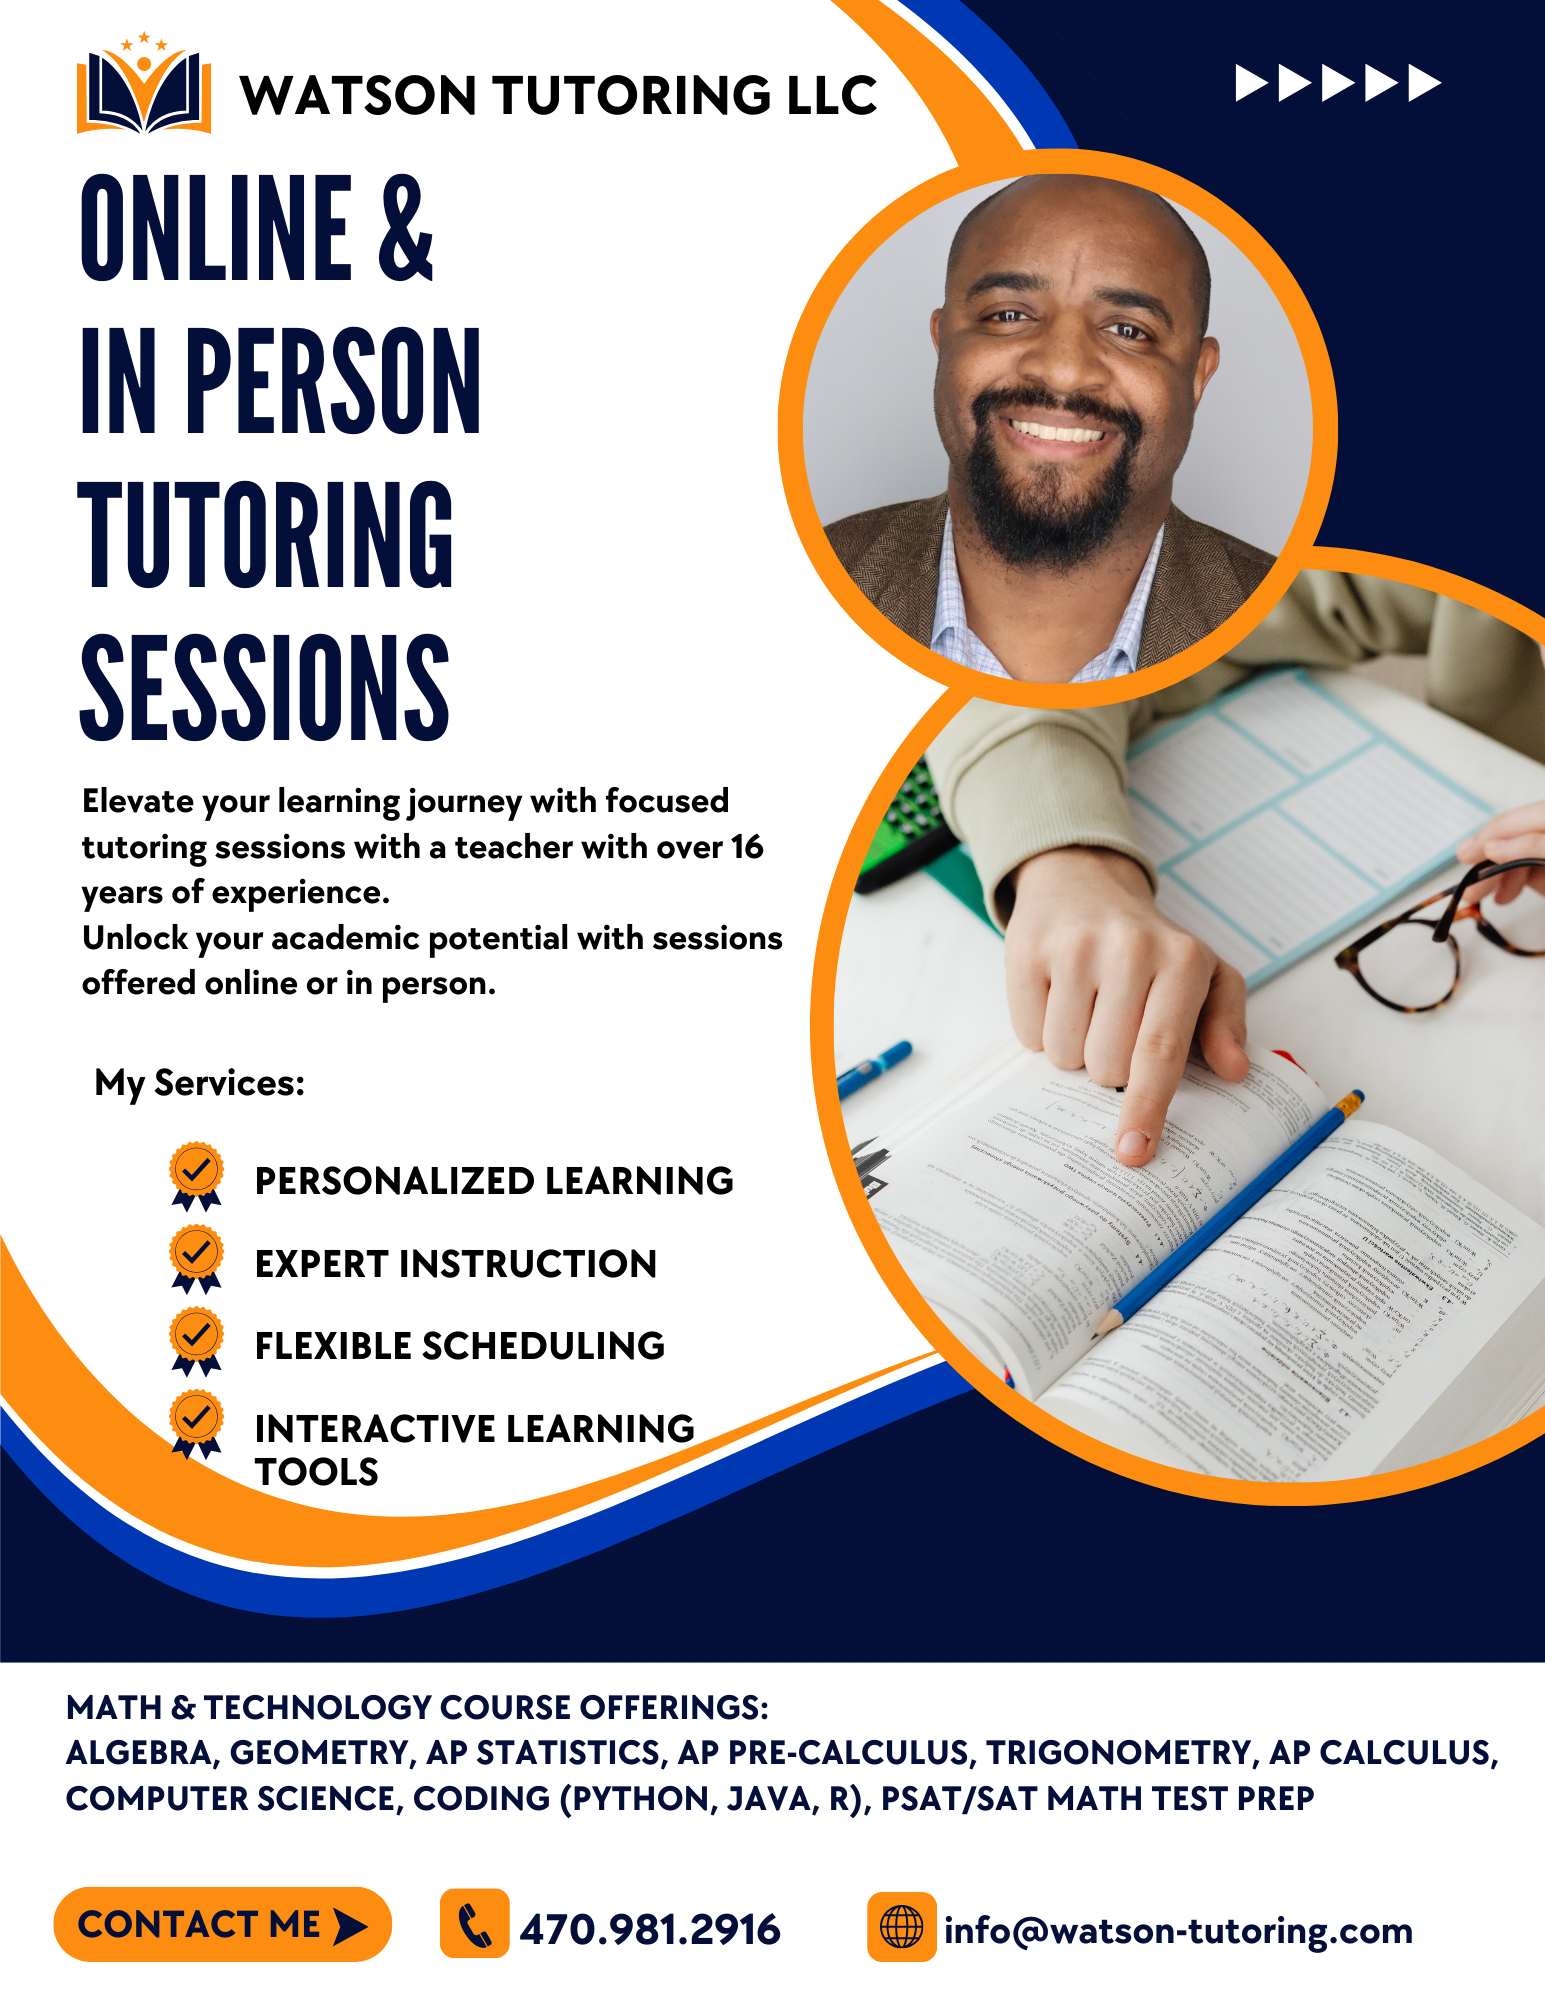 WATSON TUTORING LLC
ONLINE &
IN PERSON
TUTORING
SESSIONS
Elevate your learning journey with focused
tutoring sessions with a teacher with over 16
years of experience.
Unlock your academic potential with sessions
offered online or in person.
My Services:
PERSONALIZED LEARNING
EXPERT INSTRUCTION
FLEXIBLE SCHEDULING
INTERACTIVE LEARNING
TOOLS
MATH & TECHNOLOGY COURSE OFFERINGS:
ALGEBRA, GEOMETRY, AP STATISTICS, AP PRE-CALCULUS, TRIGONOMETRY, AP CALCULUS,
COMPUTER SCIENCE, CODING (PYTHON, JAVA, R), PSAT/SAT MATH TEST PREP
CONTACT ME
470.981.2916
info@watson-tutoring.com